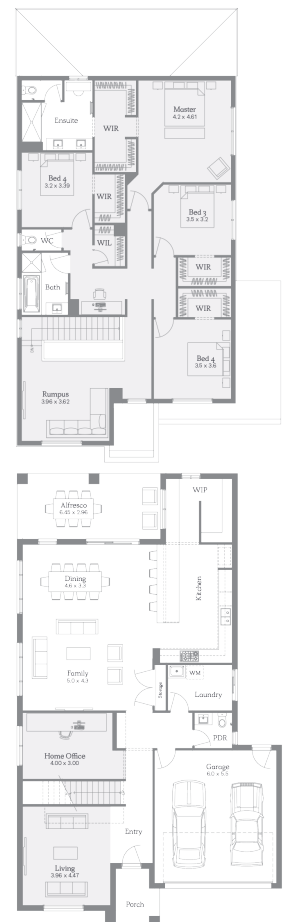 Ensuite
WIR
Master
4.2 x 4.61
Bed 4
3.2 x 3.39
WIR
Bed 3
3.5 x 3.2
WC
WIL
Bath
WIR
WIR
Bed 4
3.5 x 3.6
Rumpus
3.96 x 3.62
Alfresco
6.45 x 2.96
WIP
Dining
4.6 x 3.3
Kitchen
Family
6.0 x 4.3
Storage
WM
Laundry
PDR
Home Office
4.00 x 3.00
Garage
6.0 x 5.5
Entry
Living
3.96 x 4.47
Porch